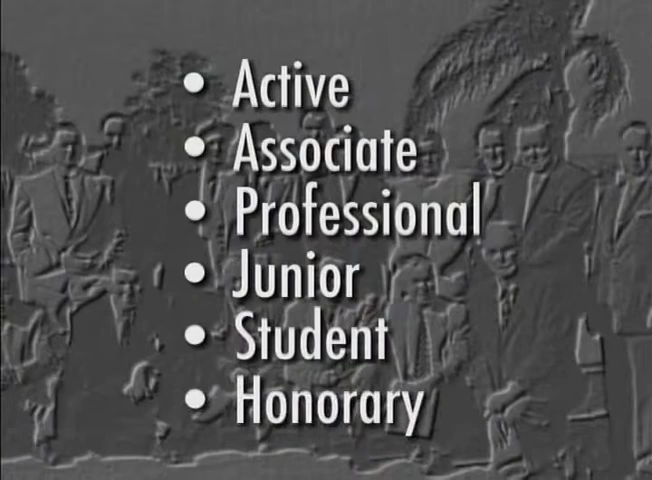 • Active
• Associate
• Professional
• Junior
• Student
• Honorary